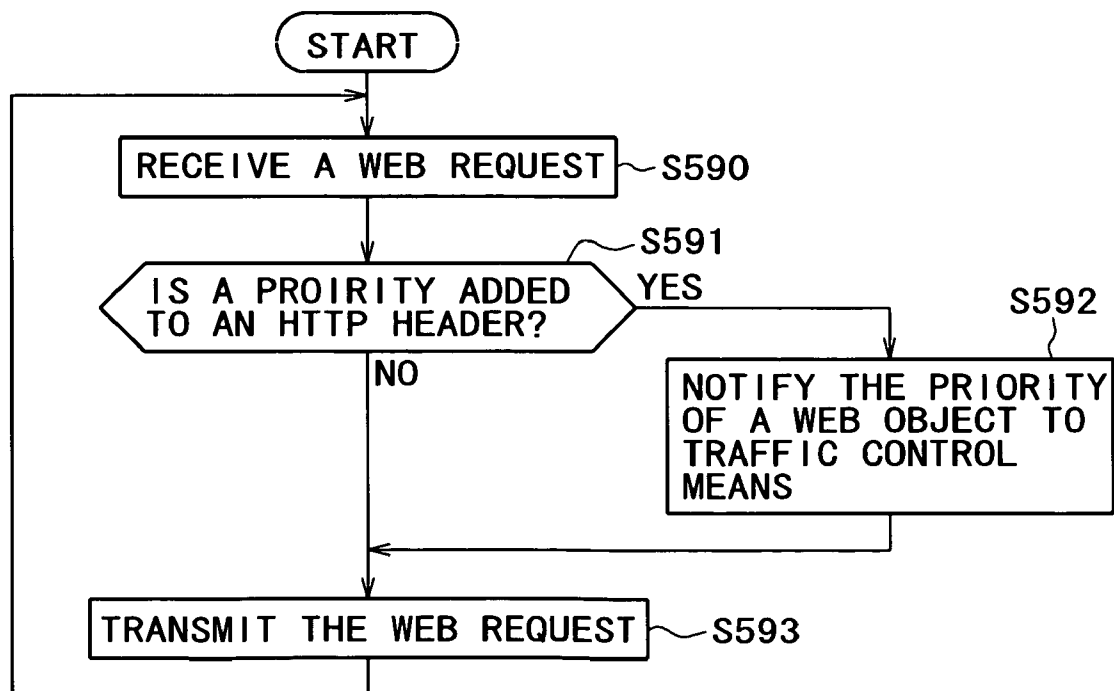 START
RECEIVE A WEB REQUEST
S590
S591
IS A PROIRITY ADDED
TO AN HTTP HEADER?
YES
NO
S592
NOTIFY THE PRIORITY
OF A WEB OBJECT TO
TRAFFIC CONTROL
MEANS
TRANSMIT THE WEB REQUEST
S593